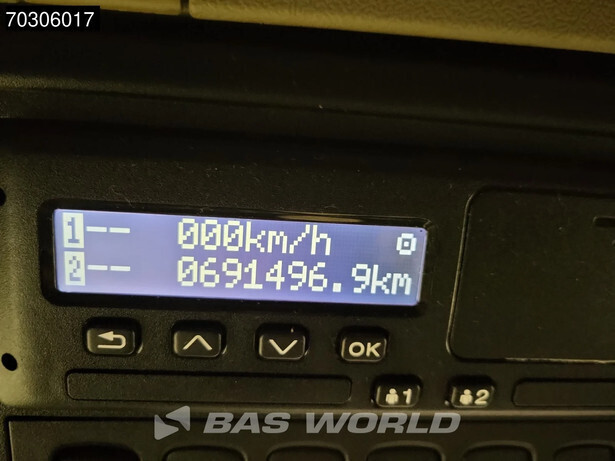 70306017
1-- 000km/h
2-- 0691496.9km
OK
1
2
BAS WORLD